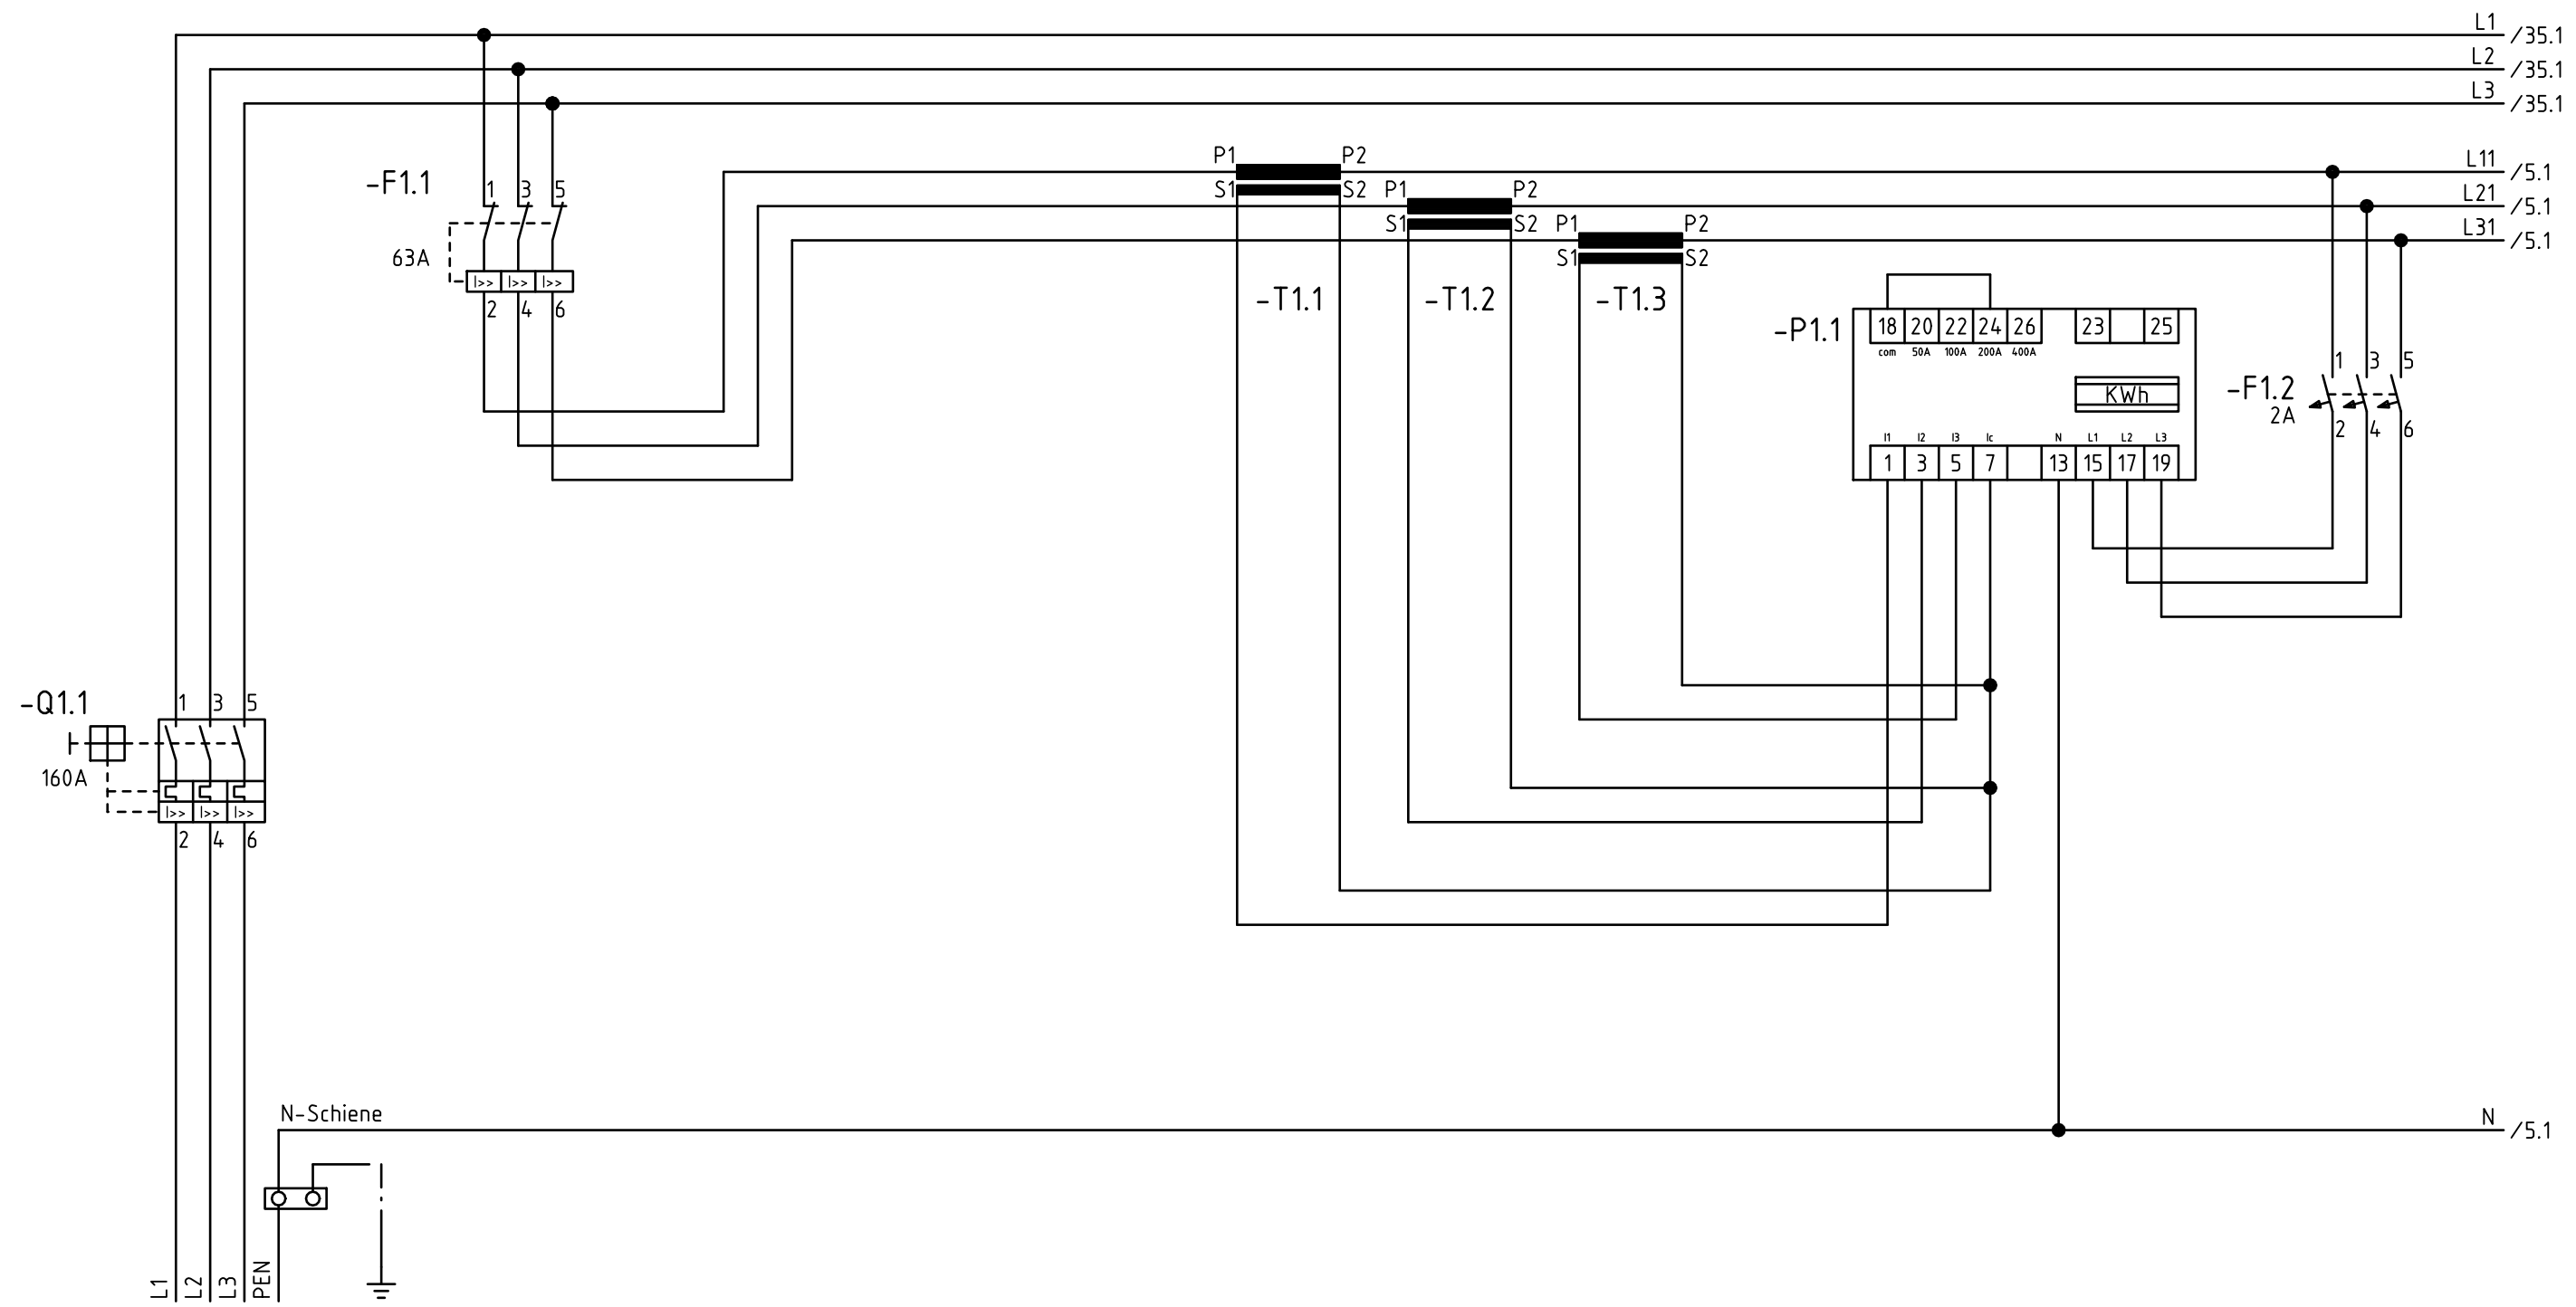 L1 /35.1
L2 /35.1
L3 /35.1
P1 P2 L11 /5.1
-F1.1 1 3 5 S1 S2 P1 P2 L21 /5.1
S1 S2 P1 P2 L31 /5.1
63A S1 S2
I>> I>> I>>
2 4 6 -T1.1 -T1.2 -T1.3
-P1.1 18 20 22 24 26 23 25
com 50A 100A 200A 400A
1 3 5
KWh -F1.2
2A
2 4 6
I1 I2 I3 Ic N L1 L2 L3
1 3 5 7 13 15 17 19
-Q1.1 1 3 5
160A
I>> I>> I>>
2 4 6
N-Schiene N /5.1
L1 L2 L3 PEN